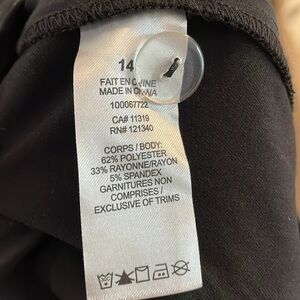 14
FAIT EN CHINE
MADE IN CHINA
100067722
CA# 11319
RN# 121340
CORPS / BODY:
62% POLYESTER
33% RAYONNE/RAYON
5% SPANDEX
GARNITURES NON
COMPRISES /
EXCLUSIVE OF TRIMS